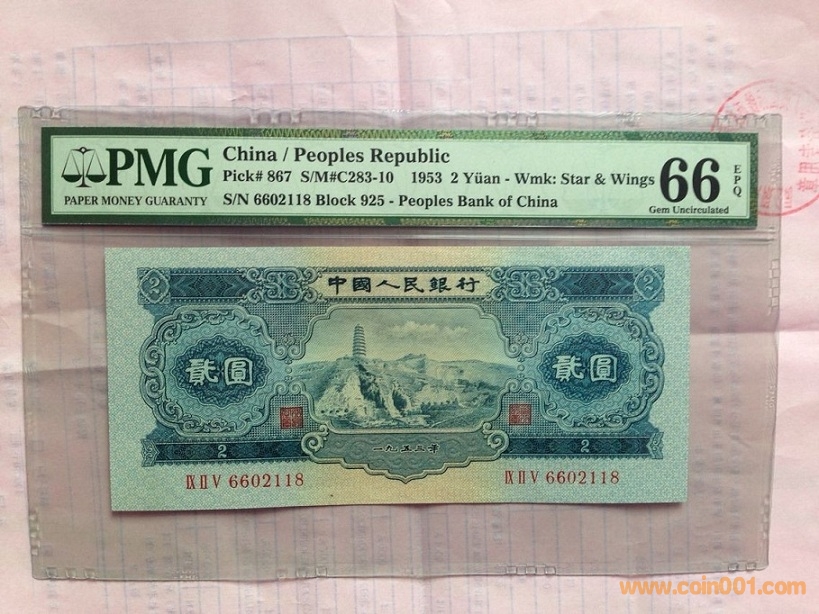 PMG
PAPER MONEY GUARANTY
China / Peoples Republic
Pick# 867 S/M#C283-10 1953 2 Yüan - Wmk: Star & Wings
S/N 6602118 Block 925 - Peoples Bank of China
66 EPQ
Gem Uncirculated
2
中國人民銀行
2
貳圓
貳圓
2
一九五三年
2
IX II V 6602118
IX II V 6602118
www.coin001.com